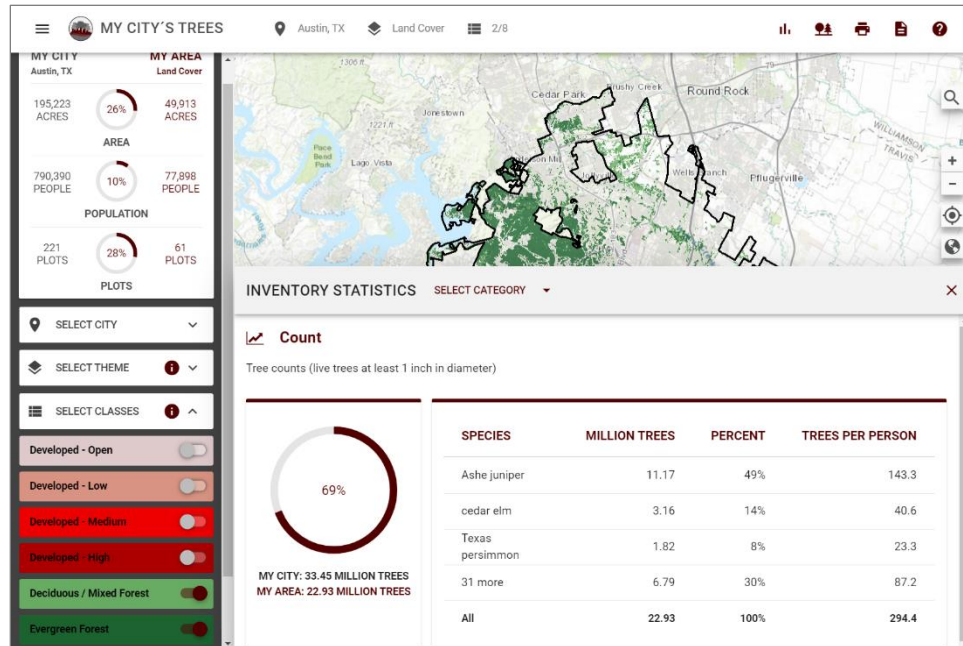 MY CITY´S TREES
Austin, TX
Land Cover
2/8
MY CITY
MY AREA
Austin, TX
Land Cover
195,223
ACRES
26%
49,913
ACRES
AREA
790,390
PEOPLE
10%
77,898
PEOPLE
POPULATION
221
PLOTS
28%
61
PLOTS
PLOTS
SELECT CITY
SELECT THEME
SELECT CLASSES
Developed - Open
Developed - Low
Developed - Medium
Developed - High
Deciduous / Mixed Forest
Evergreen Forest
1306 ft
Cedar Park
Brushy Creek
Round Rock
79
Jonestown
1221 ft
WILLIAMSON
TRAVIS
Pace
Bend
Park
Lago Vista
Wells Branch
Pflugerville
INVENTORY STATISTICS
SELECT CATEGORY
Count
Tree counts (live trees at least 1 inch in diameter)
69%
MY CITY: 33.45 MILLION TREES
MY AREA: 22.93 MILLION TREES
SPECIES MILLION TREES PERCENT TREES PER PERSON
Ashe juniper 11.17 49% 143.3
cedar elm 3.16 14% 40.6
Texas
persimmon 1.82 8% 23.3
31 more 6.79 30% 87.2
All 22.93 100% 294.4